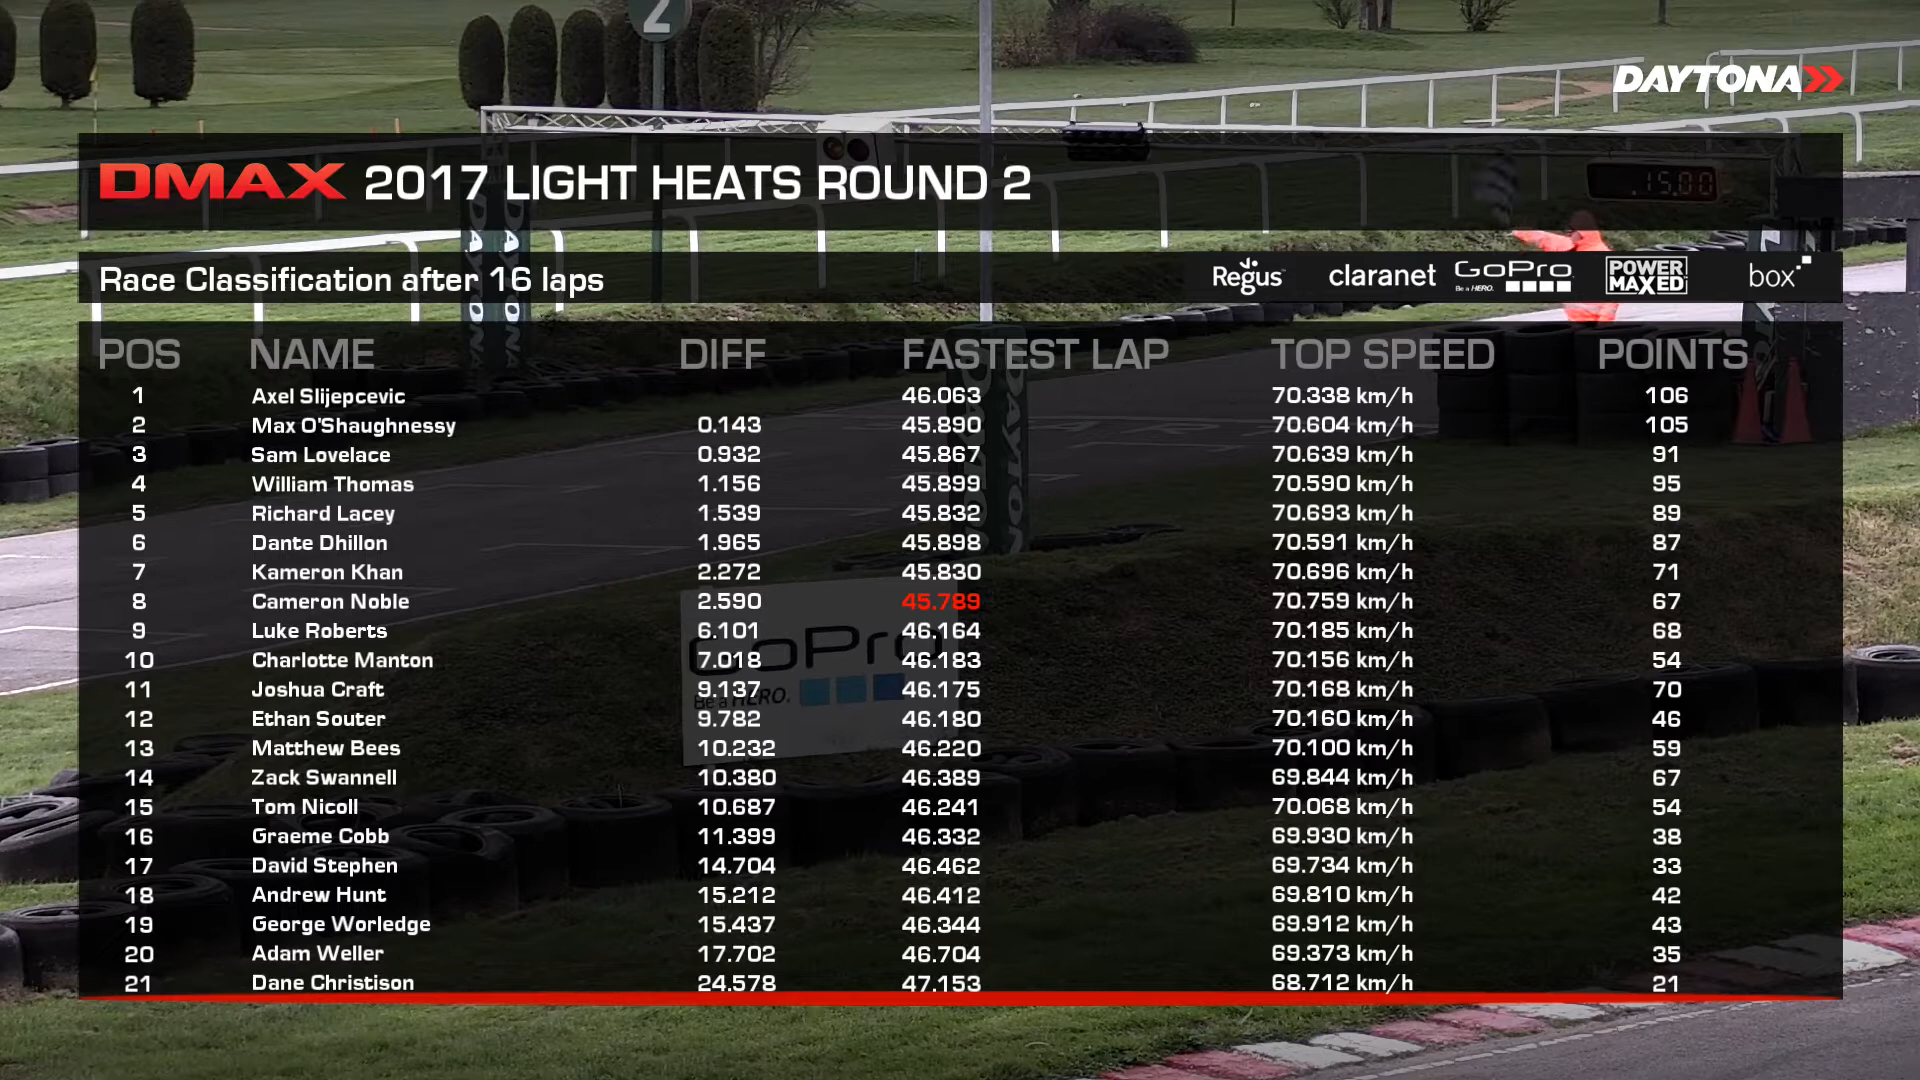 2
DAYTONA
DMAX 2017 LIGHT HEATS ROUND 2
.15.00
Race Classification after 16 laps
Regus claranet GoPro Be a HERO. POWER MAXED box
POS NAME DIFF FASTEST LAP TOP SPEED POINTS
1 Axel Slijepcevic 46.063 70.338 km/h 106
2 Max O'Shaughnessy 0.143 45.890 70.604 km/h 105
3 Sam Lovelace 0.932 45.867 70.639 km/h 91
4 William Thomas 1.156 45.899 70.590 km/h 95
5 Richard Lacey 1.539 45.832 70.693 km/h 89
6 Dante Dhillon 1.965 45.898 70.591 km/h 87
7 Kameron Khan 2.272 45.830 70.696 km/h 71
8 Cameron Noble 2.590 45.789 70.759 km/h 67
9 Luke Roberts 6.101 46.164 70.185 km/h 68
10 Charlotte Manton 7.018 46.183 70.156 km/h 54
11 Joshua Craft 9.137 46.175 70.168 km/h 70
12 Ethan Souter 9.782 46.180 70.160 km/h 46
13 Matthew Bees 10.232 46.220 70.100 km/h 59
14 Zack Swannell 10.380 46.389 69.844 km/h 67
15 Tom Nicoll 10.687 46.241 70.068 km/h 54
16 Graeme Cobb 11.399 46.332 69.930 km/h 38
17 David Stephen 14.704 46.462 69.734 km/h 33
18 Andrew Hunt 15.212 46.412 69.810 km/h 42
19 George Worledge 15.437 46.344 69.912 km/h 43
20 Adam Weller 17.702 46.704 69.373 km/h 35
21 Dane Christison 24.578 47.153 68.712 km/h 21
DAYTONA
DAYTONA
DAYTONA
DAYTONA
GoPro
Be a HERO.